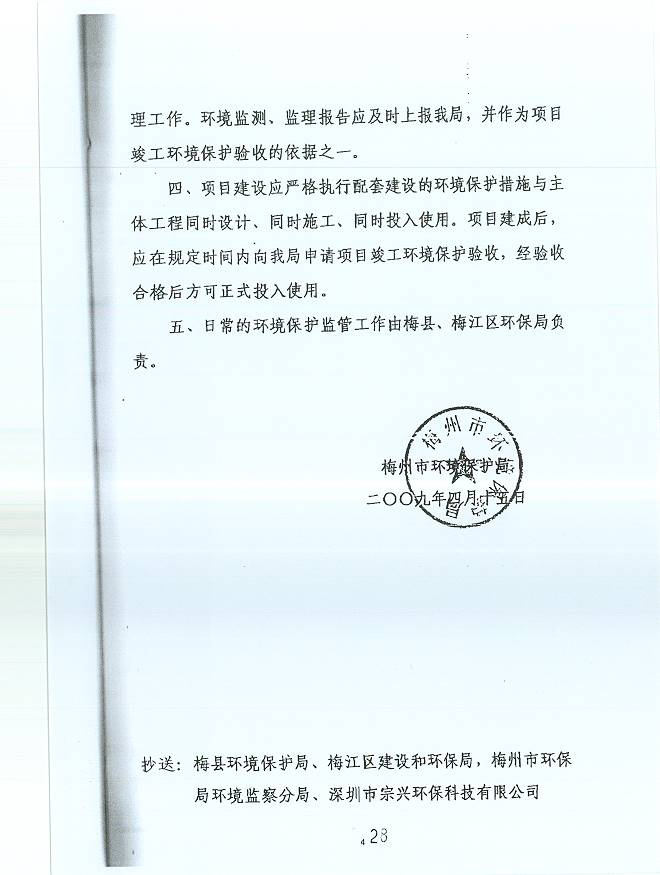 理工作。环境监测、监理报告应及时上报我局，并作为项目
竣工环境保护验收的依据之一。
四、项目建设应严格执行配套建设的环境保护措施与主
体工程同时设计、同时施工、同时投入使用。项目建成后，
应在规定时间内向我局申请项目竣工环境保护验收，经验收
合格后方可正式投入使用。
五、日常的环境保护监管工作由梅县、梅江区环保局负
责。
梅州市环境保护局
梅州市环境保护局
二〇〇九年四月十五日
抄送：梅县环境保护局、梅江区建设和环保局，梅州市环保
局环境监察分局、深圳市宗兴环保科技有限公司
4 28